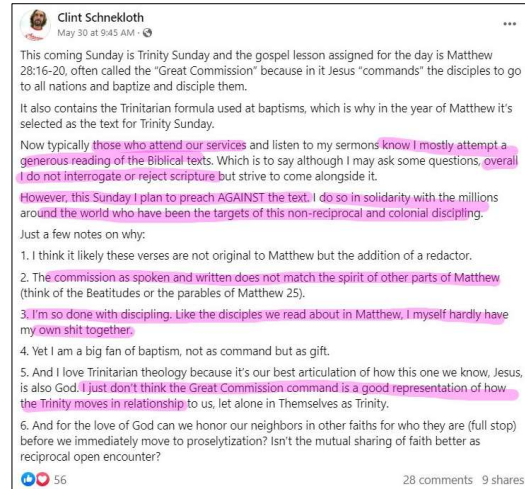 Clint Schnekloth
May 30 at 9:45 AM ·
This coming Sunday is Trinity Sunday and the gospel lesson assigned for the day is Matthew
28:16-20, often called the "Great Commission" because in it Jesus "commands" the disciples to go
to all nations and baptize and disciple them.
It also contains the Trinitarian formula used at baptisms, which is why in the year of Matthew it's
selected as the text for Trinity Sunday.
Now typically those who attend our services and listen to my sermons know I mostly attempt a
generous reading of the Biblical texts. Which is to say although I may ask some questions, overall
I do not interrogate or reject scripture but strive to come alongside it.
However, this Sunday I plan to preach AGAINST the text. I do so in solidarity with the millions
around the world who have been the targets of this non-reciprocal and colonial discipling.
Just a few notes on why:
1. I think it likely these verses are not original to Matthew but the addition of a redactor.
2. The commission as spoken and written does not match the spirit of other parts of Matthew
(think of the Beatitudes or the parables of Matthew 25).
3. I'm so done with discipling. Like the disciples we read about in Matthew, I myself hardly have
my own shit together.
4. Yet I am a big fan of baptism, not as command but as gift.
5. And I love Trinitarian theology because it's our best articulation of how this one we know, Jesus,
is also God. I just don't think the Great Commission command is a good representation of how
the Trinity moves in relationship to us, let alone in Themselves as Trinity.
6. And for the love of God can we honor our neighbors in other faiths for who they are (full stop)
before we immediately move to proselytization? Isn't the mutual sharing of faith better as
reciprocal open encounter?
56
28 comments 9 shares